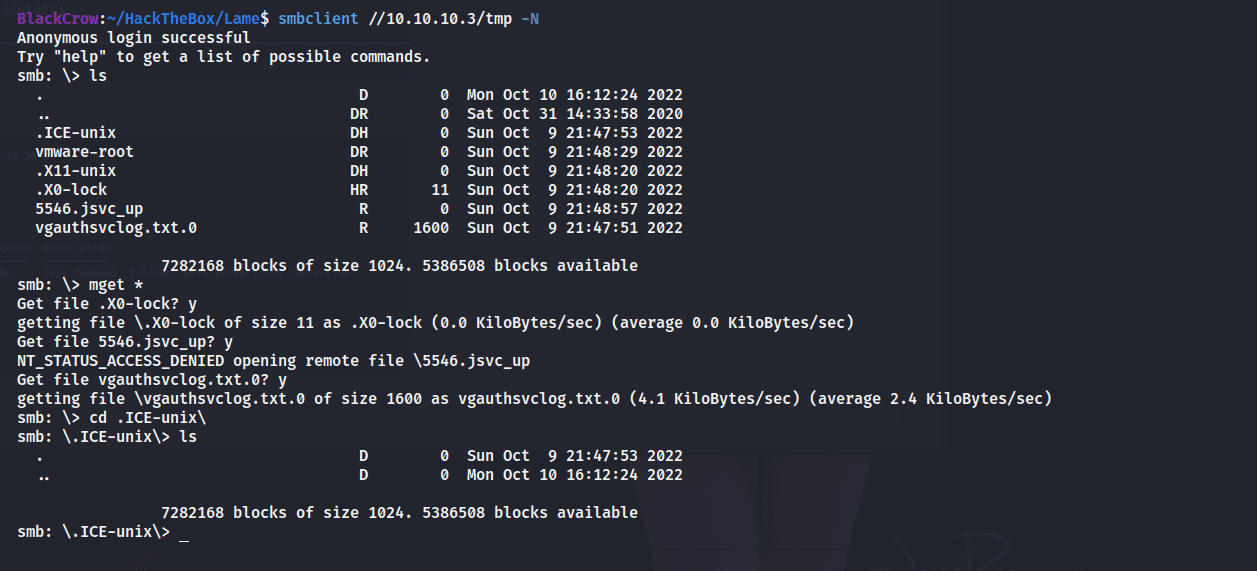 BlackCrow:~/HackTheBox/Lame$ smbclient //10.10.10.3/tmp -N
Anonymous login successful
Try "help" to get a list of possible commands.
smb: \> ls
  .                                   D        0  Mon Oct 10 16:12:24 2022
  ..                                 DR        0  Sat Oct 31 14:33:58 2020
  .ICE-unix                          DH        0  Sun Oct  9 21:47:53 2022
  vmware-root                        DR        0  Sun Oct  9 21:48:29 2022
  .X11-unix                          DH        0  Sun Oct  9 21:48:20 2022
  .X0-lock                           HR       11  Sun Oct  9 21:48:20 2022
  5546.jsvc_up                        R        0  Sun Oct  9 21:48:57 2022
  vgauthsvclog.txt.0                  R     1600  Sun Oct  9 21:47:51 2022
                7282168 blocks of size 1024. 5386508 blocks available
smb: \> mget *
Get file .X0-lock? y
getting file \.X0-lock of size 11 as .X0-lock (0.0 KiloBytes/sec) (average 0.0 KiloBytes/sec)
Get file 5546.jsvc_up? y
NT_STATUS_ACCESS_DENIED opening remote file \5546.jsvc_up
Get file vgauthsvclog.txt.0? y
getting file \vgauthsvclog.txt.0 of size 1600 as vgauthsvclog.txt.0 (4.1 KiloBytes/sec) (average 2.4 KiloBytes/sec)
smb: \> cd .ICE-unix\
smb: \.ICE-unix\> ls
  .                                   D        0  Sun Oct  9 21:47:53 2022
  ..                                  D        0  Mon Oct 10 16:12:24 2022
                7282168 blocks of size 1024. 5386508 blocks available
smb: \.ICE-unix\> _
Check Description